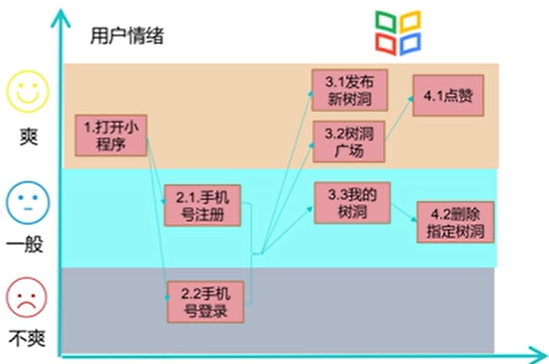 用户情绪
爽
一般
不爽
1.打开小
程序
2.1.手机
号注册
2.2手机
号登录
3.1发布
新树洞
3.2树洞
广场
3.3我的
树洞
4.1点赞
4.2删除
指定树洞